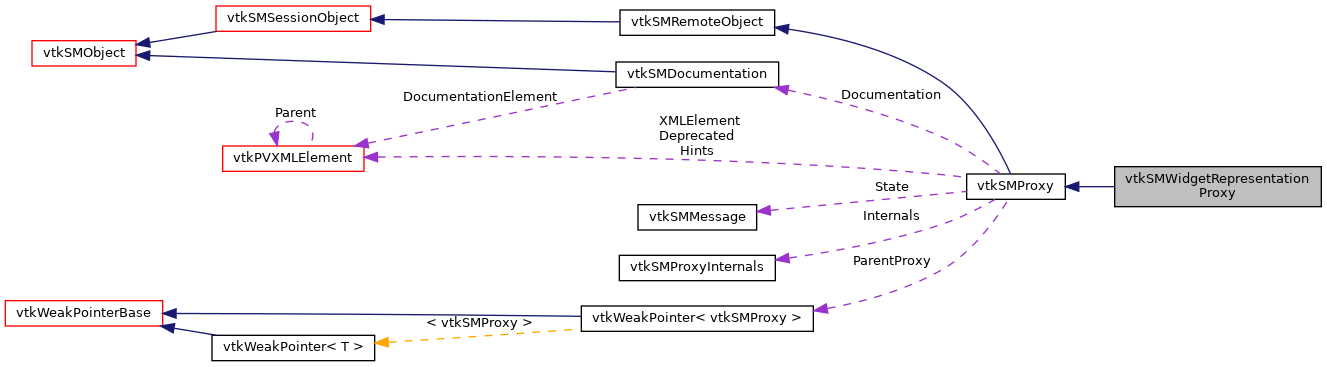 vtkSMSessionObject
vtkSMRemoteObject
vtkSMObject
vtkSMDocumentation
DocumentationElement
Documentation
Parent
XMLElement
Deprecated
Hints
vtkPVXMLElement
vtkSMWidgetRepresentation
Proxy
vtkSMProxy
State
vtkSMMessage
Internals
vtkSMProxyInternals
ParentProxy
vtkWeakPointerBase
vtkWeakPointer< vtkSMProxy >
< vtkSMProxy >
vtkWeakPointer< T >